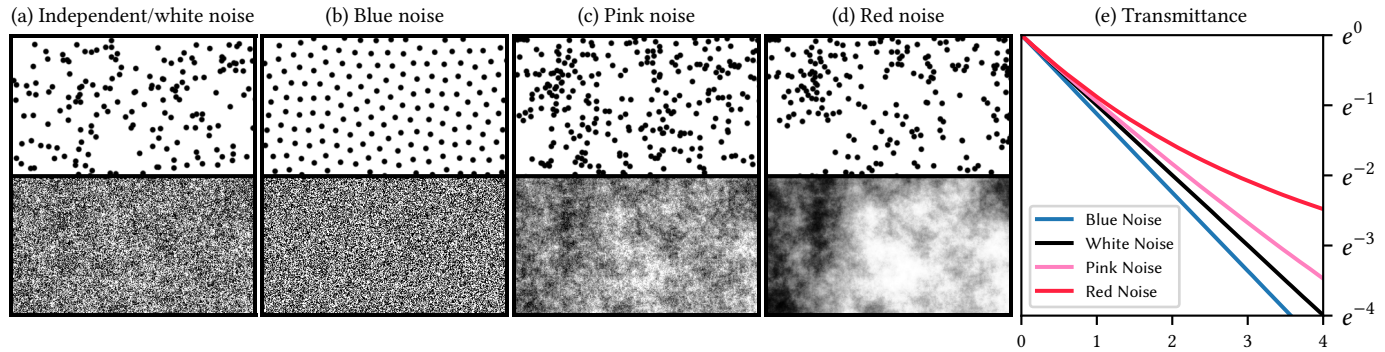 (a) Independent/white noise
(b) Blue noise
(c) Pink noise
(d) Red noise
(e) Transmittance
e^0
e^-1
e^-2
e^-3
e^-4
Blue Noise
White Noise
Pink Noise
Red Noise
0 1 2 3 4